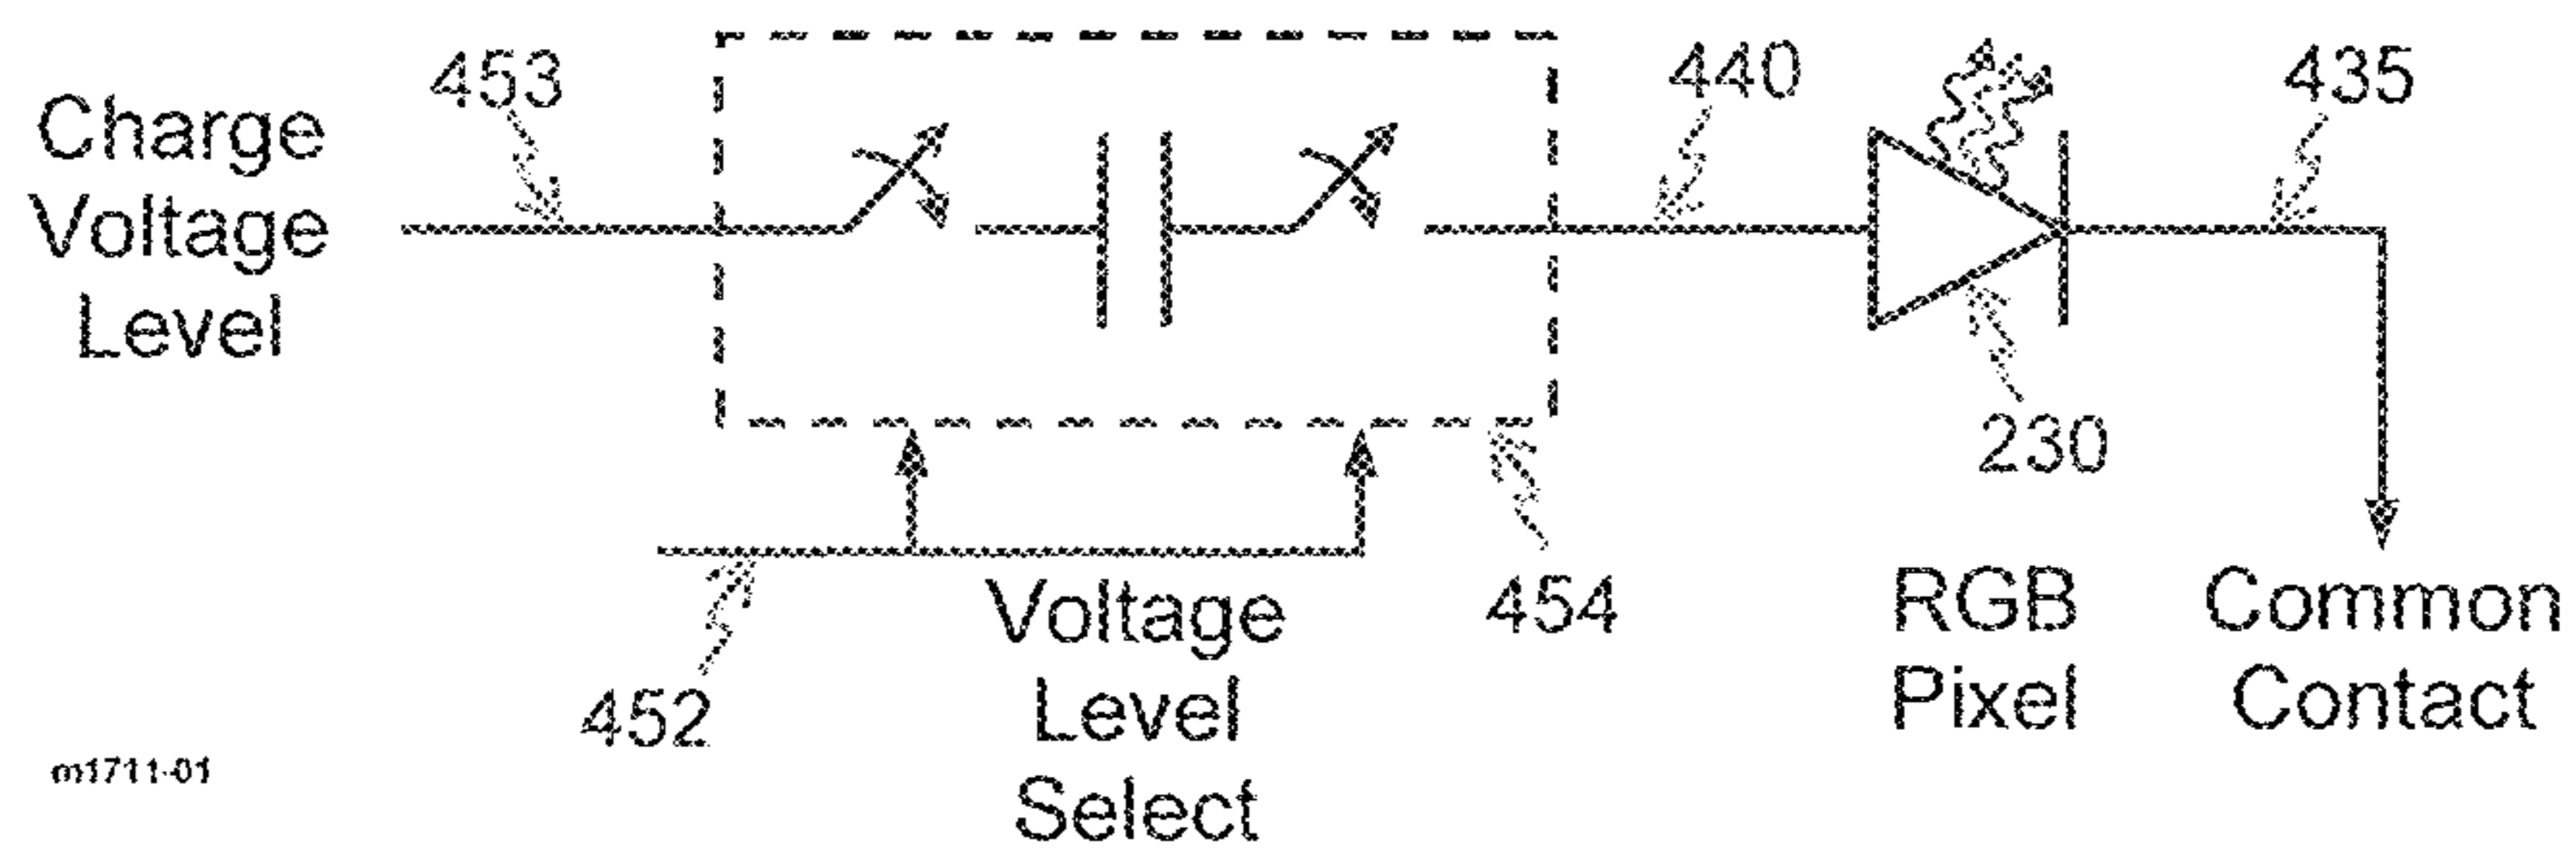 453
440
435
Charge
Voltage
Level
230
Voltage
Level
Select
454
RGB
Pixel
Common
Contact
452
m1711-01